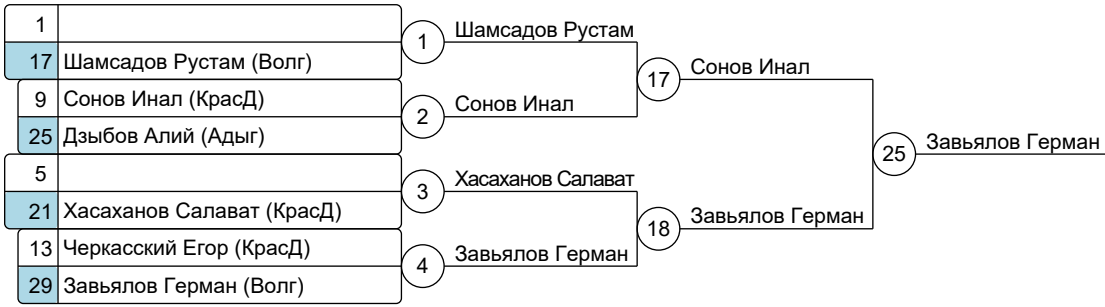 1
17 Шамсадов Рустам (Волг)
9 Сонов Инал (КрасД)
25 Дзыбов Алий (Адыг)
5
21 Хасаханов Салават (КрасД)
13 Черкасский Егор (КрасД)
29 Завьялов Герман (Волг)
1 Шамсадов Рустам
2 Сонов Инал
3 Хасаханов Салават
4 Завьялов Герман
17 Сонов Инал
18 Завьялов Герман
25 Завьялов Герман